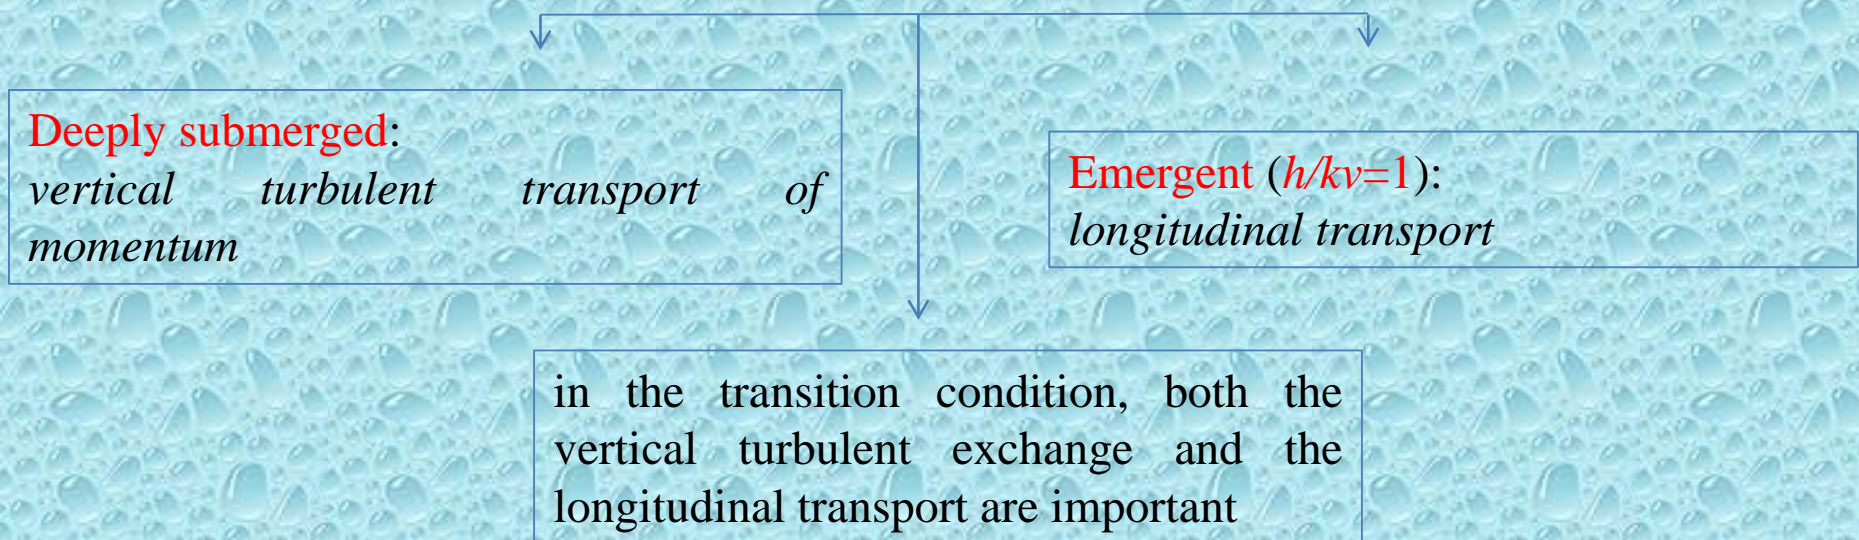 Deeply submerged:
vertical turbulent transport of
momentum
Emergent (h/kv=1):
longitudinal transport
in the transition condition, both the
vertical turbulent exchange and the
longitudinal transport are important